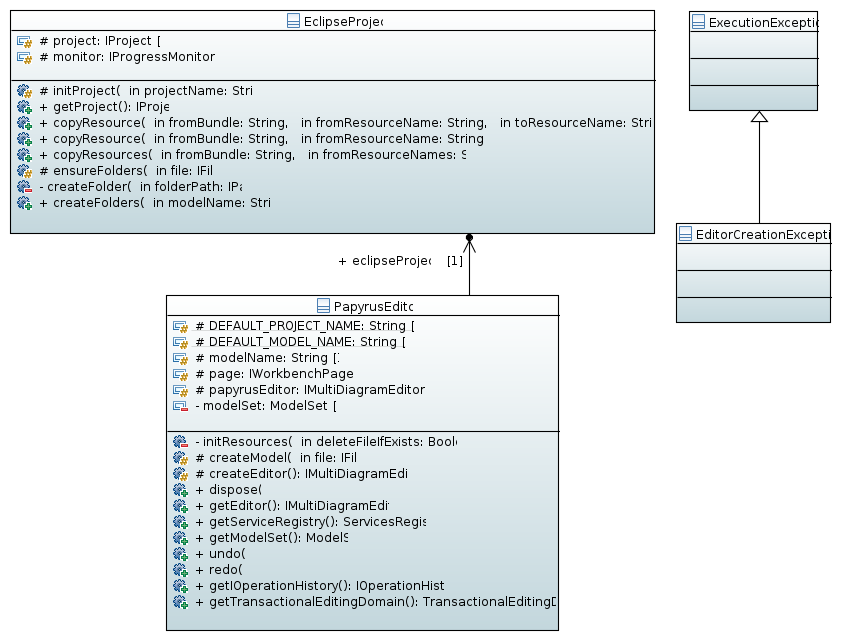 EclipseProjec
# project: IProject [
# monitor: IProgressMonitor
# initProject( in projectName: Stri
+ getProject(): IProje
+ copyResource( in fromBundle: String, in fromResourceName: String, in toResourceName: Stri
+ copyResource( in fromBundle: String, in fromResourceName: String
+ copyResources( in fromBundle: String, in fromResourceNames: S
# ensureFolders( in file: IFil
- createFolder( in folderPath: IPa
+ createFolders( in modelName: Stri
ExecutionExceptio
EditorCreationExcepti
+ eclipseProjec [1]
PapyrusEdito
# DEFAULT_PROJECT_NAME: String [
# DEFAULT_MODEL_NAME: String [
# modelName: String [
# page: IWorkbenchPage
# papyrusEditor: IMultiDiagramEditor
- modelSet: ModelSet [
- initResources( in deleteFileIfExists: Boole
# createModel( in file: IFil
# createEditor(): IMultiDiagramEdi
+ dispose(
+ getEditor(): IMultiDiagramEdi
+ getServiceRegistry(): ServicesRegis
+ getModelSet(): ModelS
+ undo(
+ redo(
+ getIOperationHistory(): IOperationHist
+ getTransactionalEditingDomain(): TransactionalEditingD